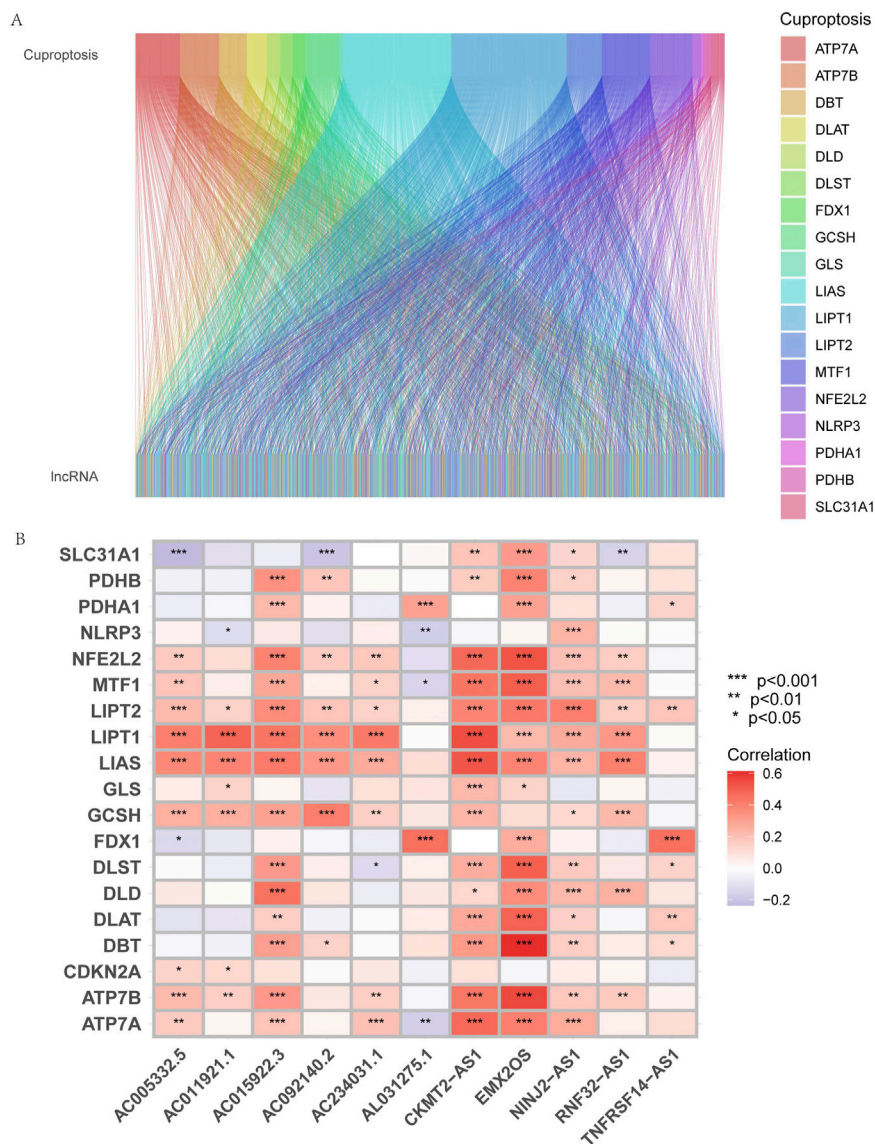 A
Cuproptosis
lncRNA
Cuproptosis
ATP7A
ATP7B
DBT
DLAT
DLD
DLST
FDX1
GCSH
GLS
LIAS
LIPT1
LIPT2
MTF1
NFE2L2
NLRP3
PDHA1
PDHB
SLC31A1
B
SLC31A1 *** *** ** *** * **
PDHB *** ** ** *** *
PDHA1 *** *** *** *
NLRP3 * ** ***
NFE2L2 ** *** ** ** *** *** *** **
MTF1 ** *** * * *** *** *** ***
LIPT2 *** * *** ** * *** *** *** ** **
LIPT1 *** *** *** *** *** *** *** *** ***
LIAS *** *** *** *** *** *** *** *** ***
GLS * *** *
GCSH *** *** *** *** ** *** * ***
FDX1 * *** *** ***
DLST *** * *** *** ** *
DLD *** * *** *** ***
DLAT ** *** *** * **
DBT *** * *** *** ** *
CDKN2A * *
ATP7B *** ** *** ** *** *** ** **
ATP7A ** *** *** ** *** *** ***
AC005332.5
AC011921.1
AC015922.3
AC092140.2
AC234031.1
AL031275.1
CKMT2−AS1
EMX2OS
NINJ2−AS1
RNF32−AS1
TNFRSF14−AS1
*** p<0.001
** p<0.01
* p<0.05
Correlation
0.6
0.4
0.2
0.0
−0.2